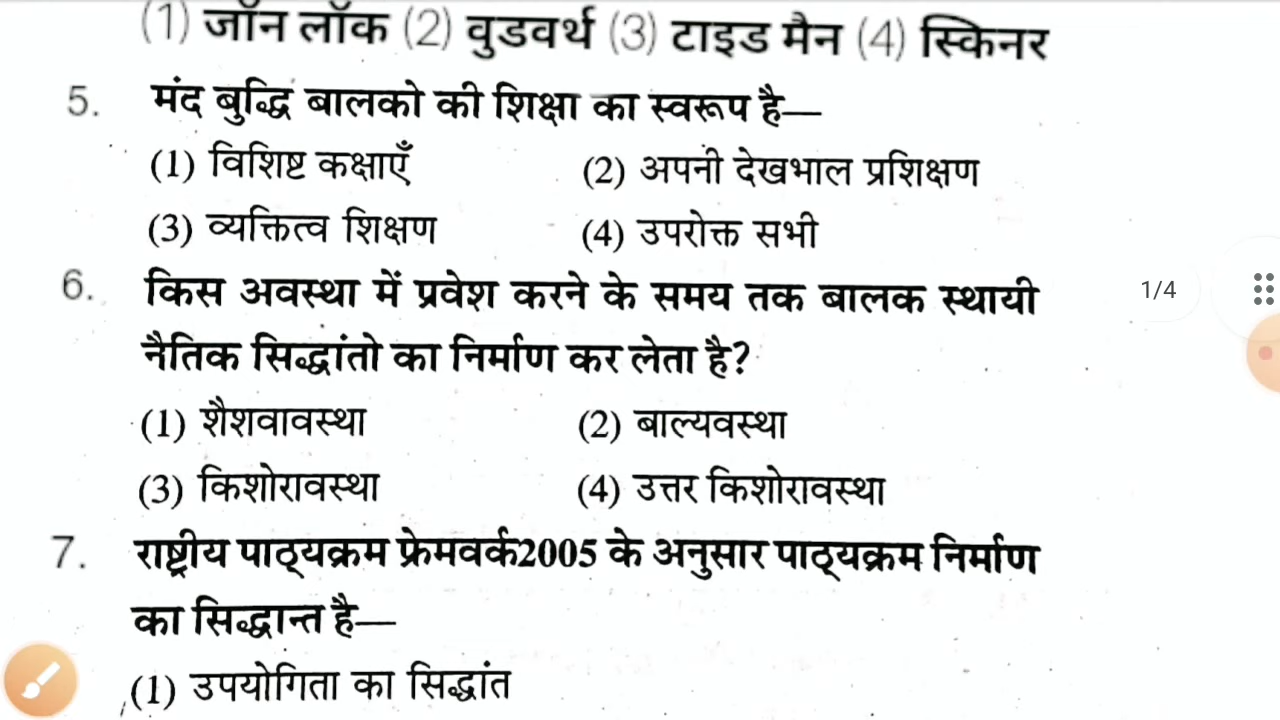 (1) जॉन लॉक (2) वुडवर्थ (3) टाइड मैन (4) स्किनर
5. मंद बुद्धि बालको की शिक्षा का स्वरूप है—
(1) विशिष्ट कक्षाएँ (2) अपनी देखभाल प्रशिक्षण
(3) व्यक्तित्व शिक्षण (4) उपरोक्त सभी
6. किस अवस्था में प्रवेश करने के समय तक बालक स्थायी
1/4
नैतिक सिद्धांतो का निर्माण कर लेता है?
(1) शैशवावस्था (2) बाल्यवस्था
(3) किशोरावस्था (4) उत्तर किशोरावस्था
7. राष्ट्रीय पाठ्यक्रम फ्रेमवर्क2005 के अनुसार पाठ्यक्रम निर्माण
का सिद्धान्त है—
(1) उपयोगिता का सिद्धांत